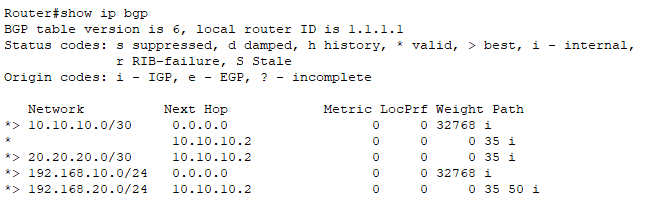 Router#show ip bgp
BGP table version is 6, local router ID is 1.1.1.1
Status codes: s suppressed, d damped, h history, * valid, > best, i - internal,
              r RIB-failure, S Stale
Origin codes: i - IGP, e - EGP, ? - incomplete
   Network          Next Hop            Metric LocPrf Weight Path
*> 10.10.10.0/30    0.0.0.0                  0      0 32768 i
*                   10.10.10.2               0      0     0 35 i
*> 20.20.20.0/30    10.10.10.2               0      0     0 35 i
*> 192.168.10.0/24  0.0.0.0                  0      0 32768 i
*> 192.168.20.0/24  10.10.10.2               0      0     0 35 50 i